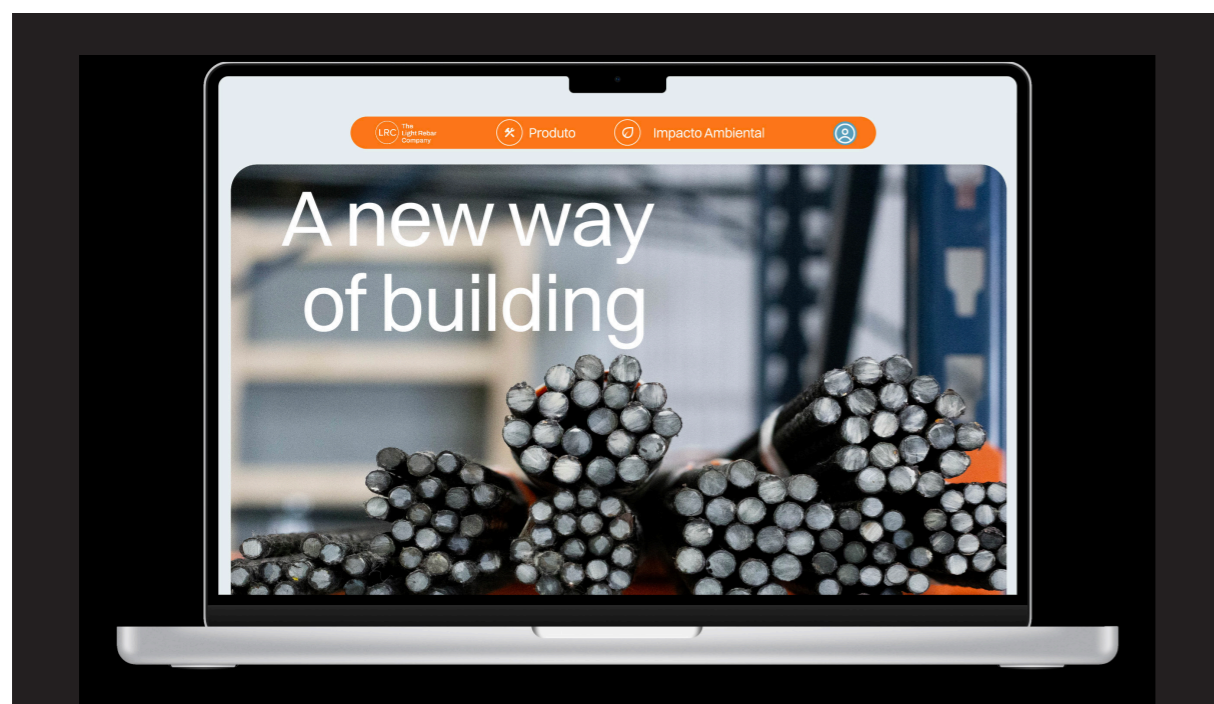 LRC
The
Light Rebar
Company
Produto
Impacto Ambiental
A new way
of building